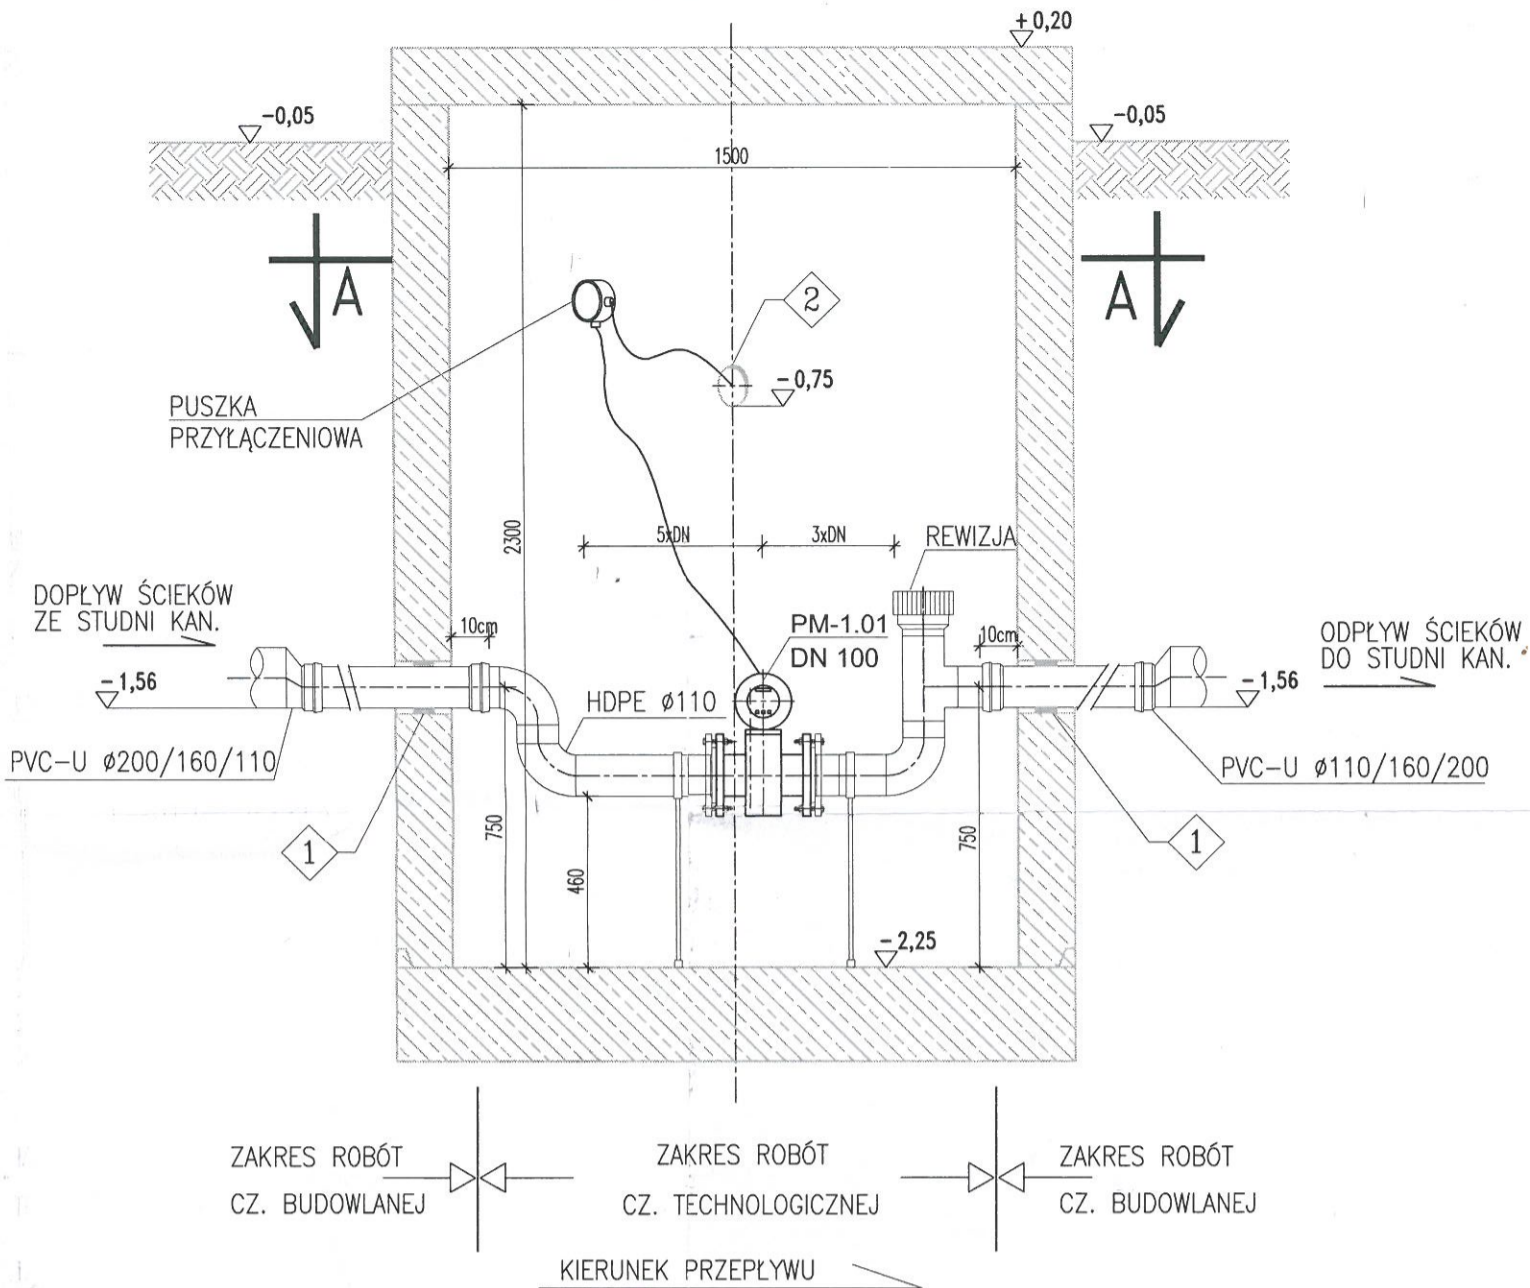 +0,20
-0,05
-0,05
1500
A
A
2
-0,75
PUSZKA
PRZYŁĄCZENIOWA
2300
5xDN
3xDN
REWIZJA
DOPŁYW ŚCIEKÓW
ZE STUDNI KAN.
10cm
PM-1.01
DN 100
10cm
ODPŁYW ŚCIEKÓW
DO STUDNI KAN.
-1,56
HDPE ø110
-1,56
PVC-U ø200/160/110
PVC-U ø110/160/200
1
750
460
750
1
-2,25
ZAKRES ROBÓT
CZ. BUDOWLANEJ
ZAKRES ROBÓT
CZ. TECHNOLOGICZNEJ
ZAKRES ROBÓT
CZ. BUDOWLANEJ
KIERUNEK PRZEPŁYWU